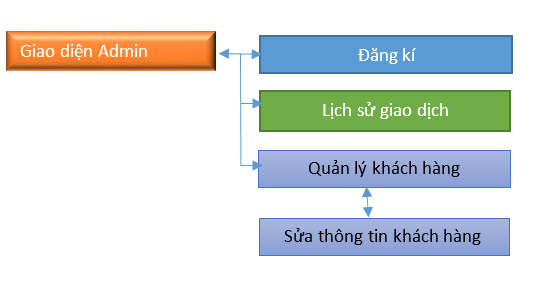 Giao diện Admin
Đăng kí
Lịch sử giao dịch
Quản lý khách hàng
Sửa thông tin khách hàng